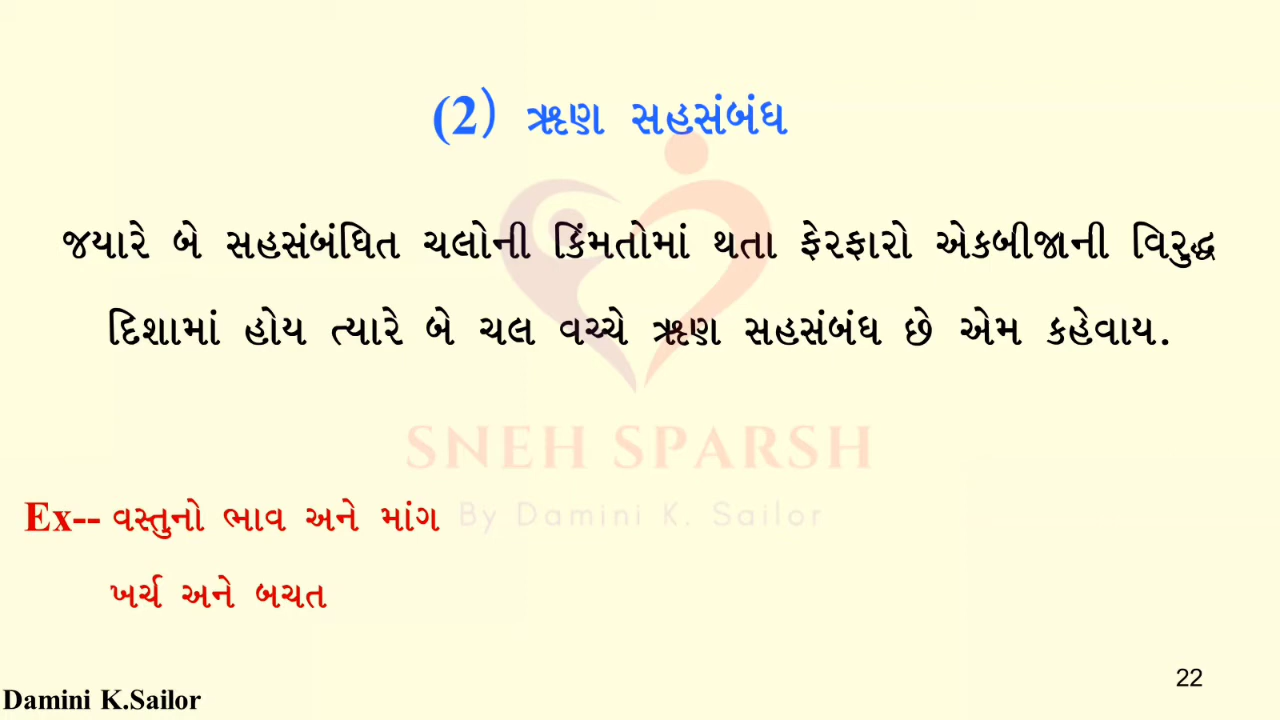 (2) ઋણ સહસંબંધ
જયારે બે સહસંબંધિત ચલોની કિંમતોમાં થતા ફેરફારો એકબીજાની વિરુદ્ધ
દિશામાં હોય ત્યારે બે ચલ વચ્ચે ઋણ સહસંબંધ છે એમ કહેવાય.
SNEH SPARSH
By Damini K. Sailor
Ex-- વસ્તુનો ભાવ અને માંગ
ખર્ચ અને બચત
22
Damini K.Sailor